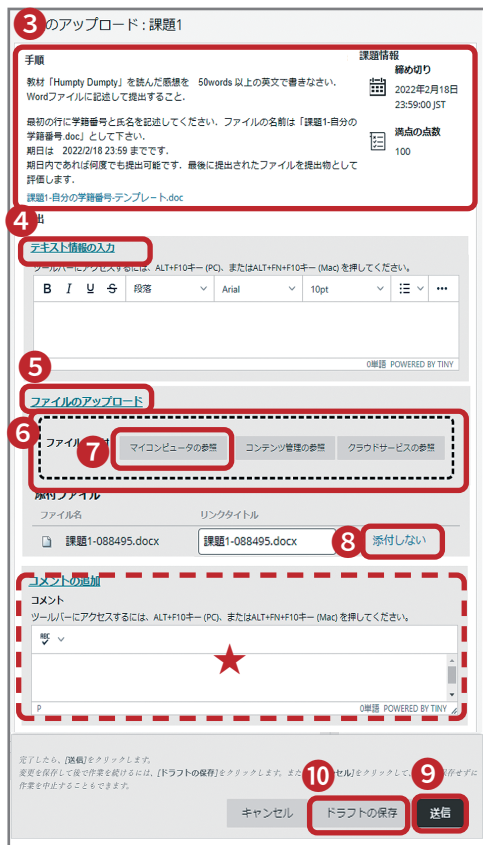 ❸のアップロード : 課題1
手順
教材「Humpty Dumpty」を読んだ感想を 50words 以上の英文で書きなさい．
Wordファイルに記述して提出すること．
最初の行に学籍番号と氏名を記述してください．ファイルの名前は「課題1-自分の
学籍番号.doc」として下さい．
期日は 2022/2/18 23:59 までです．
期日内であれば何度でも提出可能です．最後に提出されたファイルを提出物として
評価します．
課題1-自分の学籍番号-テンプレート.doc
課題情報
締め切り
2022年2月18日
23:59:00 JST
満点の点数
100
❹
出
テキスト情報の入力
ツールバーにアクセスするには、ALT+F10キー (PC)、またはALT+FN+F10キー (Mac) を押してください。
B I U S 段落 Arial 10pt •••
0単語 POWERED BY TINY
❺
ファイルのアップロード
❻
ファイル
❼
マイコンピュータの参照 コンテンツ管理の参照 クラウドサービスの参照
添付ファイル
ファイル名 リンクタイトル
課題1-088495.docx 課題1-088495.docx ❽ 添付しない
コメントの追加
コメント
ツールバーにアクセスするには、ALT+F10キー (PC)、またはALT+FN+F10キー (Mac) を押してください。
ABC
★
P 0単語 POWERED BY TINY
完了したら、[送信]をクリックします。
変更を保存して後で作業を続けるには、[ドラフトの保存]をクリックします。また ❿ セル]をクリックして、 ❾ 保存せずに
作業を中止することもできます。
キャンセル ドラフトの保存 送信